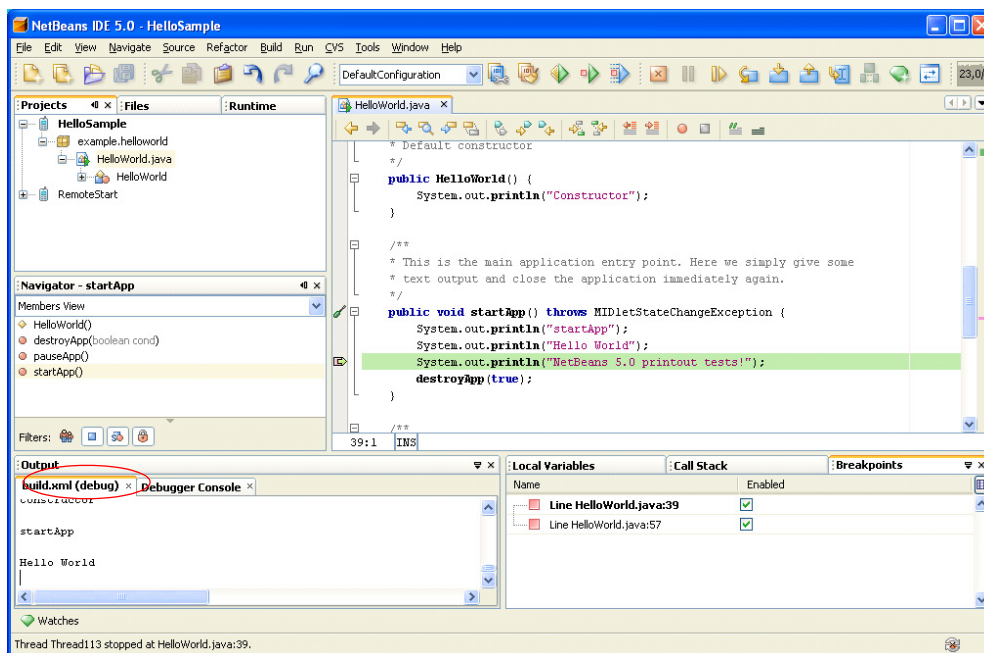 NetBeans IDE 5.0 - HelloSample
File Edit View Navigate Source Refactor Build Run CVS Tools Window Help
DefaultConfiguration
23,0/
Projects
Files
Runtime
HelloSample
example.helloworld
HelloWorld.java
HelloWorld
RemoteStart
Navigator - startApp
Members View
HelloWorld()
destroyApp(boolean cond)
pauseApp()
startApp()
Filters:
HelloWorld.java
* Default constructor
*/
public HelloWorld() {
System.out.println("Constructor");
}
/**
* This is the main application entry point. Here we simply give some
* text output and close the application immediately again.
*/
public void startApp() throws MIDletStateChangeException {
System.out.println("startApp");
System.out.println("Hello World");
System.out.println("NetBeans 5.0 printout tests!");
destroyApp(true);
}
/**
39:1 INS
Output
build.xml (debug)
Debugger Console
Constructor
startApp
Hello World
Local Variables
Call Stack
Breakpoints
Name Enabled
Line HelloWorld.java:39
Line HelloWorld.java:57
Watches
Thread Thread113 stopped at HelloWorld.java:39.